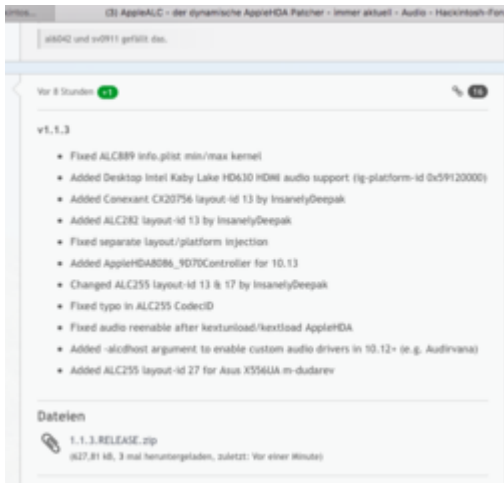 (3) AppleALC - der dynamische AppleHDA Patcher - immer aktuell - Audio - Hackintosh-For
al6042 und sv0911 gefällt das.
Vor 8 Stunden v1
16
v1.1.3
Fixed ALC889 info.plist min/max kernel
Added Desktop Intel Kaby Lake HD630 HDMI audio support (ig-platform-id 0x59120000)
Added Conexant CX20756 layout-id 13 by InsanelyDeepak
Added ALC282 layout-id 13 by InsanelyDeepak
Fixed separate layout/platform injection
Added AppleHDA8086_9D70Controller for 10.13
Changed ALC255 layout-id 13 & 17 by InsanelyDeepak
Fixed typo in ALC255 CodecID
Fixed audio reenable after kextunload/kextload AppleHDA
Added -alcdhost argument to enable custom audio drivers in 10.12+ (e.g. Audirvana)
Added ALC255 layout-id 27 for Asus X556UA m-dudarev
Dateien
1.1.3.RELEASE.zip
(627,81 kB, 3 mal heruntergeladen, zuletzt: Vor einer Minute)